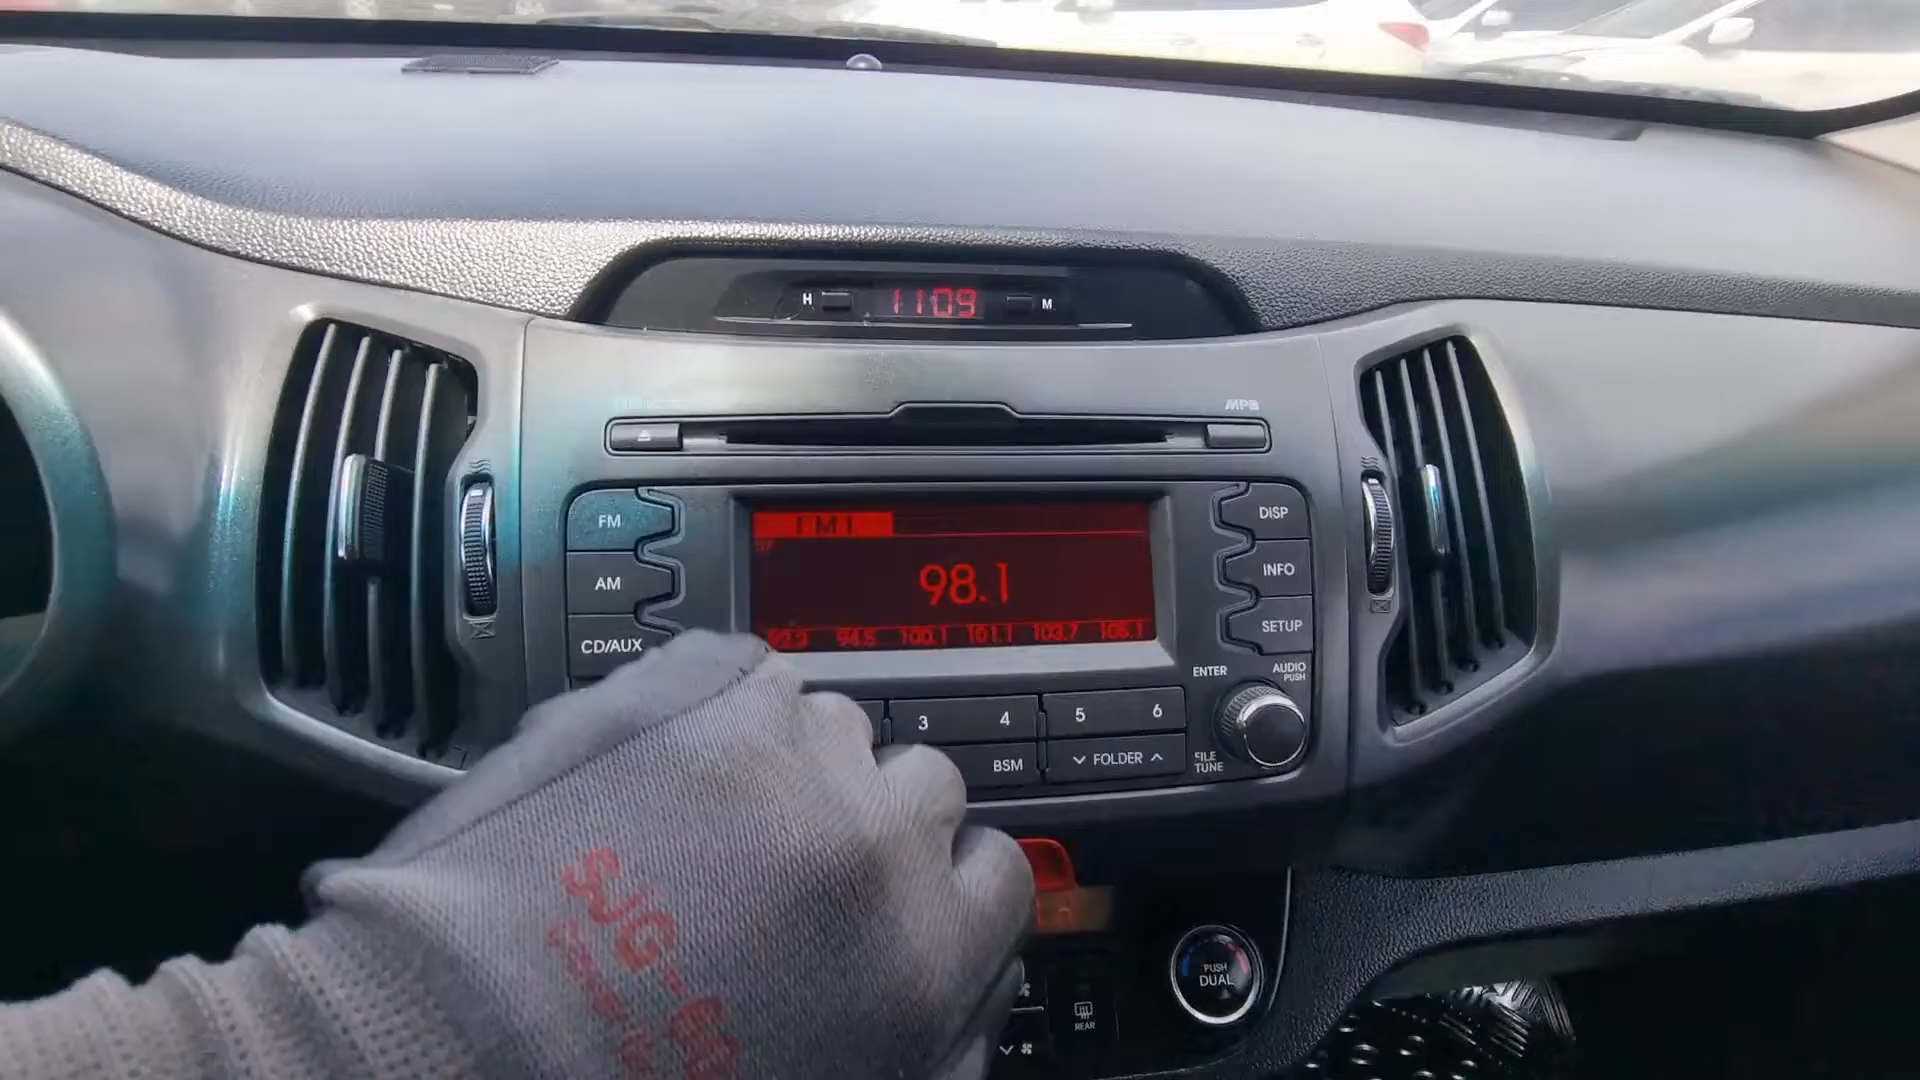 H 1109 M
MP3
FM
AM
CD/AUX
FM1
98.1
94.5 100.1 101.1 103.7
DISP
INFO
SETUP
ENTER
AUDIO
PUSH
3 4 5 6
BSM
FOLDER
FILE
TUNE
SJG-
PUSH
DUAL
REAR